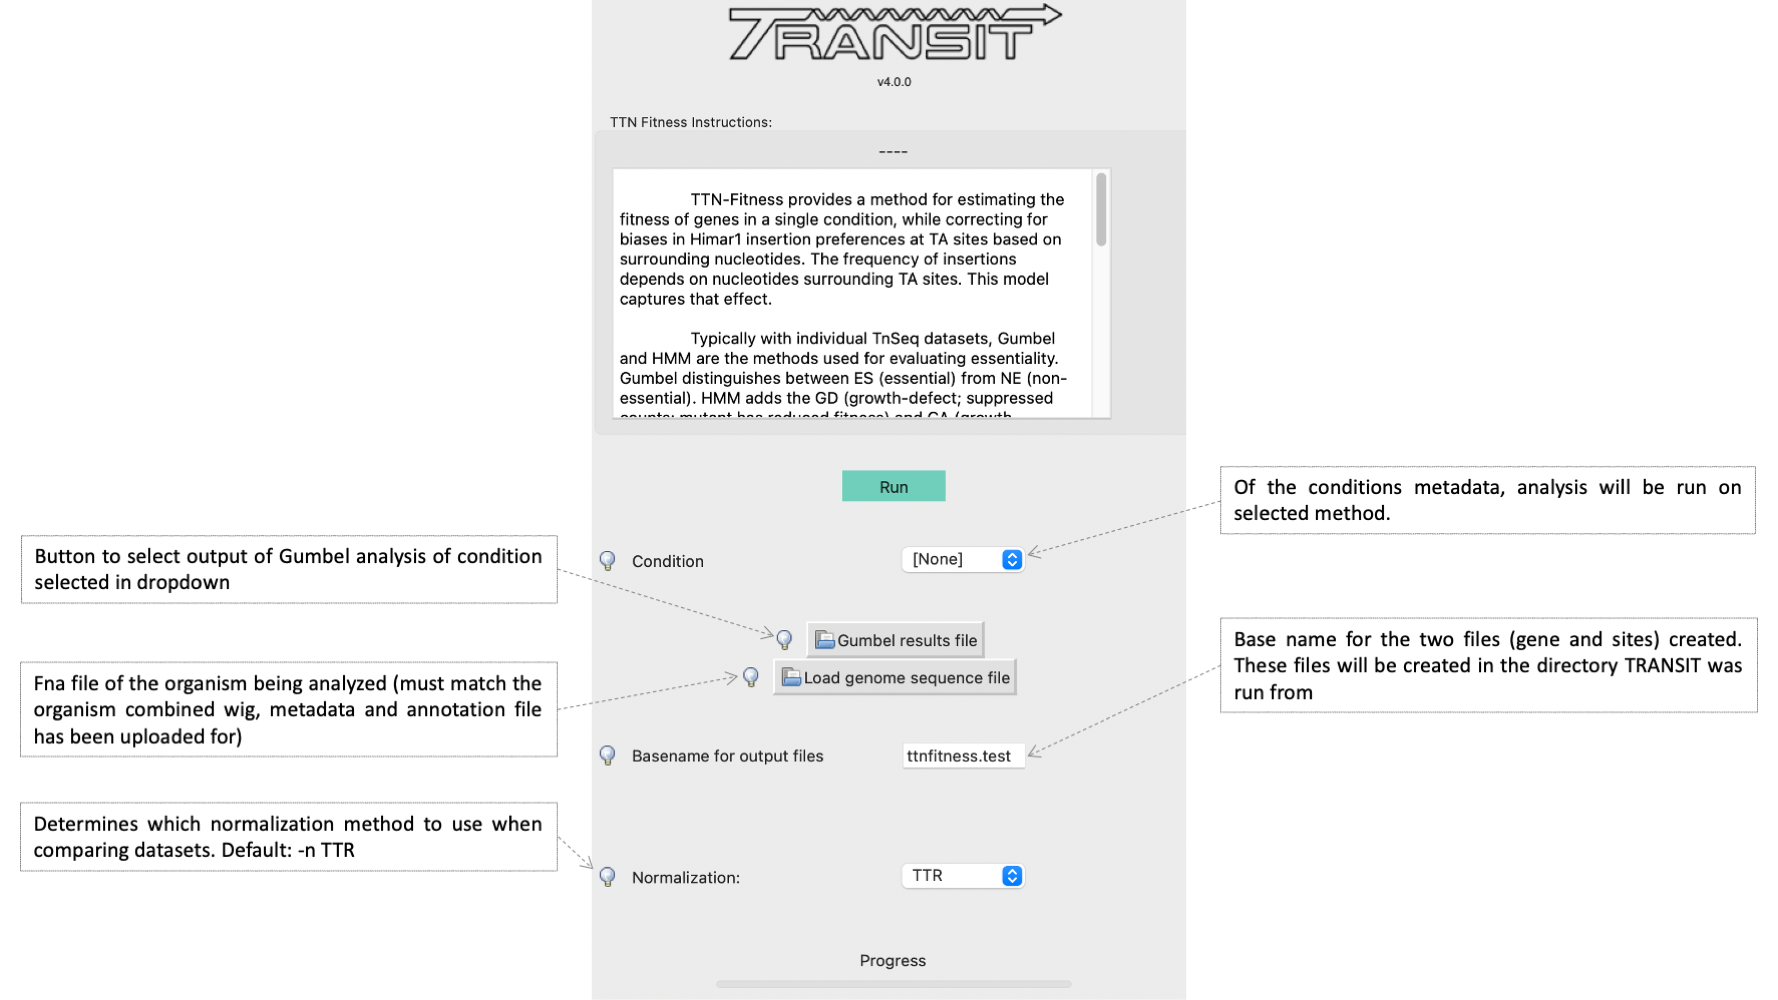 TRANSIT
v4.0.0
TTN Fitness Instructions:
----
TTN-Fitness provides a method for estimating the
fitness of genes in a single condition, while correcting for
biases in Himar1 insertion preferences at TA sites based on
surrounding nucleotides. The frequency of insertions
depends on nucleotides surrounding TA sites. This model
captures that effect.
Typically with individual TnSeq datasets, Gumbel
and HMM are the methods used for evaluating essentiality.
Gumbel distinguishes between ES (essential) from NE (non-
essential). HMM adds the GD (growth-defect; suppressed
counts; mutant has reduced fitness) and GA (growth
Run
Of the conditions metadata, analysis will be run on
selected method.
Button to select output of Gumbel analysis of condition
selected in dropdown
Condition
[None]
Gumbel results file
Base name for the two files (gene and sites) created.
These files will be created in the directory TRANSIT was
run from
Fna file of the organism being analyzed (must match the
organism combined wig, metadata and annotation file
has been uploaded for)
Load genome sequence file
Basename for output files
ttnfitness.test
Determines which normalization method to use when
comparing datasets. Default: -n TTR
Normalization:
TTR
Progress